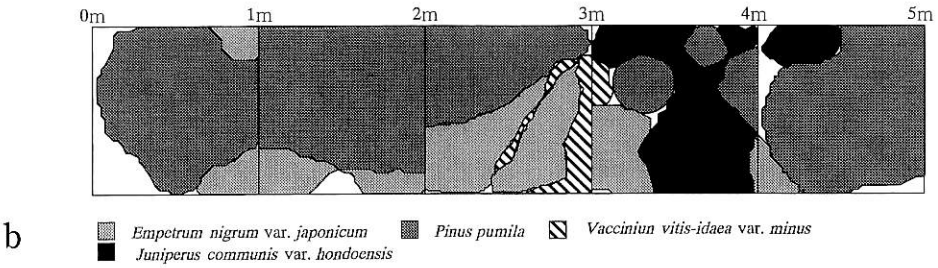 0m 1m 2m 3m 4m 5m
b
Empetrum nigrum var. japonicum Pinus pumila Vacciniun vitis-idaea var. minus
Juniperus communis var. hondoensis